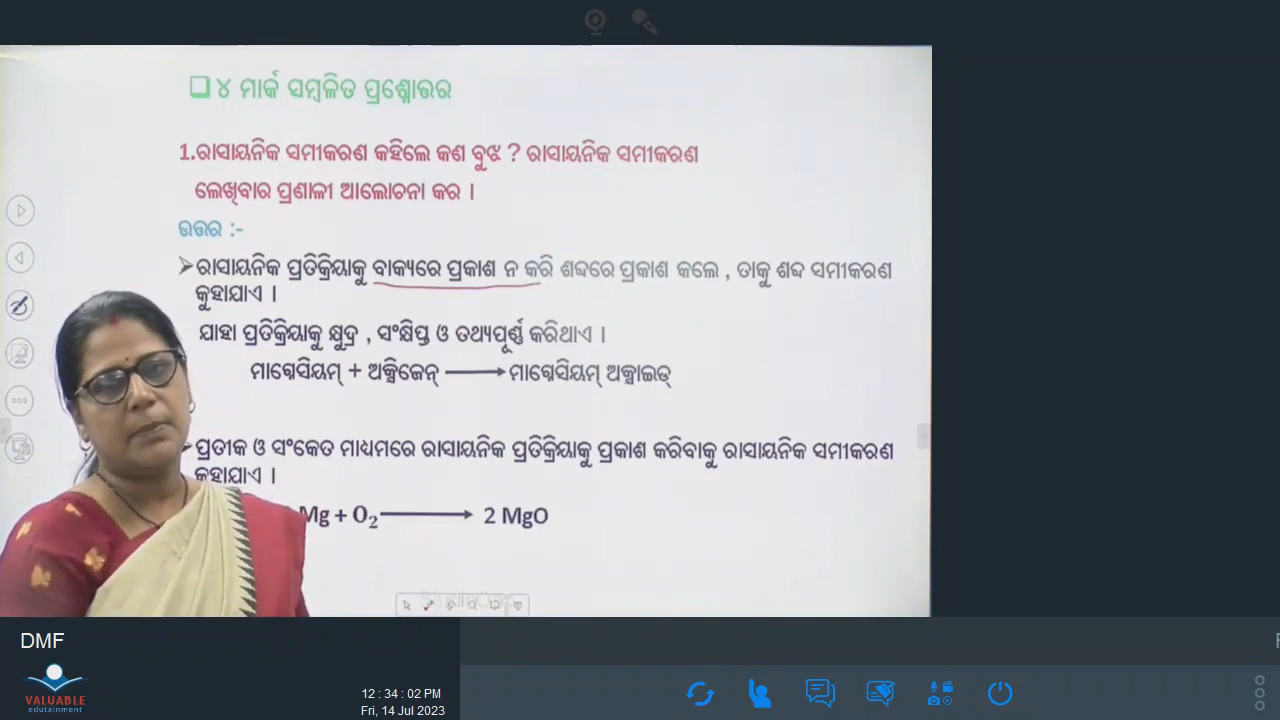 ❑ ୪ ମାର୍କ ସମ୍ବଳିତ ପ୍ରଶ୍ନୋତ୍ତର
1.ରାସାୟନିକ ସମୀକରଣ କହିଲେ କଣ ବୁଝ ? ରାସାୟନିକ ସମୀକରଣ
ଲେଖିବାର ପ୍ରଣାଳୀ ଆଲୋଚନା କର ।
ଉତ୍ତର :-
➢ରାସାୟନିକ ପ୍ରତିକ୍ରିୟାକୁ ବାକ୍ୟରେ ପ୍ରକାଶ ନ କରି ଶବ୍ଦରେ ପ୍ରକାଶ କଲେ , ତାକୁ ଶବ୍ଦ ସମୀକରଣ
କୁହାଯାଏ ।
ଯାହା ପ୍ରତିକ୍ରିୟାକୁ କ୍ଷୁଦ୍ର , ସଂକ୍ଷିପ୍ତ ଓ ତଥ୍ୟପୂର୍ଣ୍ଣ କରିଥାଏ ।
ମାଗ୍ନେସିୟମ୍ + ଅକ୍ସିଜେନ୍ ⟶ ମାଗ୍ନେସିୟମ୍ ଅକ୍ସାଇଡ୍
ପ୍ରତୀକ ଓ ସଂକେତ ମାଧ୍ୟମରେ ରାସାୟନିକ ପ୍ରତିକ୍ରିୟାକୁ ପ୍ରକାଶ କରିବାକୁ ରାସାୟନିକ ସମୀକରଣ
କୁହାଯାଏ ।
Mg + O₂ ⟶ 2 MgO
DMF
VALUABLE
edutainment
12 : 34 : 02 PM
Fri, 14 Jul 2023